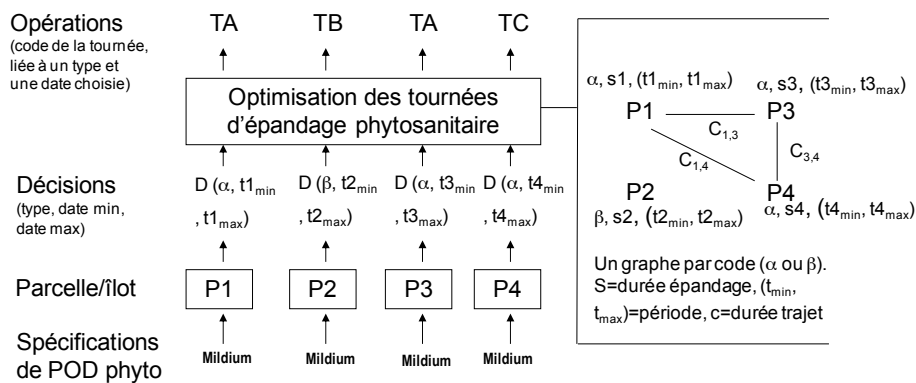 Opérations
(code de la tournée,
liée à un type et
une date choisie)
TA TB TA TC
Optimisation des tournées
d'épandage phytosanitaire
Décisions
(type, date min,
date max)
D (α, t1min
, t1max)
D (β, t2min
, t2max)
D (α, t3min
, t3max)
D (α, t4min
, t4max)
Parcelle/îlot
P1 P2 P3 P4
Spécifications
de POD phyto
Mildium Mildium Mildium Mildium
α, s1, (t1min, t1max)
α, s3, (t3min, t3max)
P1 P3
C1,3
C1,4
C3,4
P2 P4
β, s2, (t2min, t2max)
α, s4, (t4min, t4max)
Un graphe par code (α ou β).
S=durée épandage, (tmin,
tmax)=période, c=durée trajet